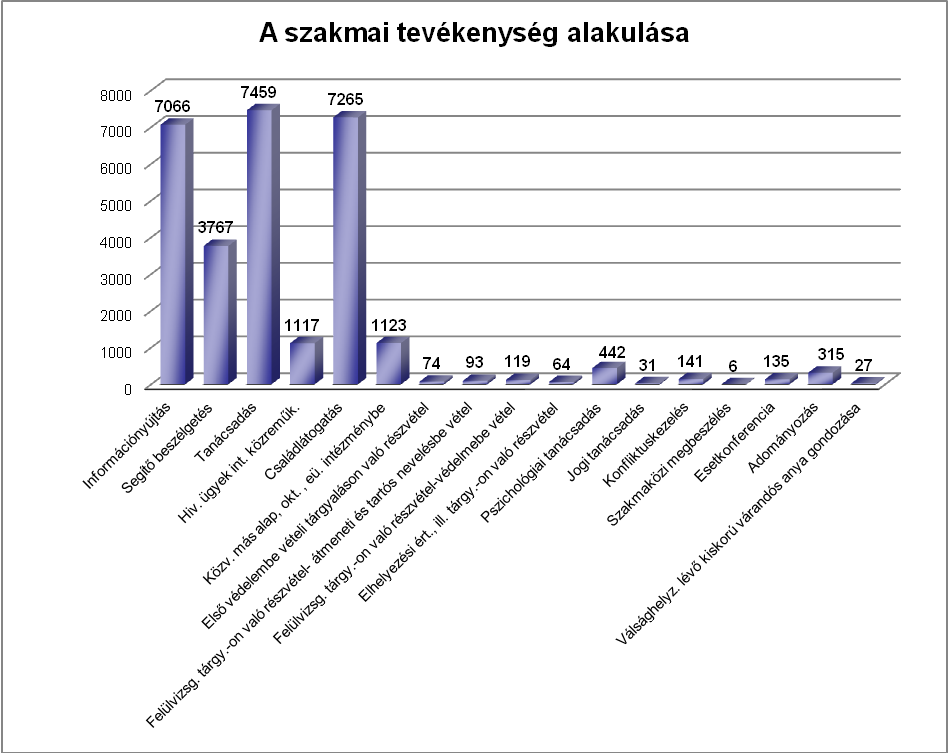 A szakmai tevékenység alakulása
8000
7000
6000
5000
4000
3000
2000
1000
0
7066
3767
7459
1117
7265
1123
74
93
119
64
442
31
141
6
135
315
27
Információnyújtás
Segitő beszélgetés
Tanácsadás
Hiv. ügyek int. közreműk.
Családlátogatás
Közv. más alap, okt. , eü. intézménybe
Első védelembe vételi tárgyaláson való részvétel
Felülvizsg. tárgy.-on való részvétel- átmeneti és tartós nevelésbe vétel
Felülvizsg. tárgy.-on való részvétel-védelmebe vétel
Elhelyezési ért., ill. tárgy.-on való részvétel
Pszichológiai tanácsadás
Jogi tanácsadás
Konfliktuskezelés
Szakmaközi megbeszélés
Esetkonferencia
Adományozás
Válsághelyz. lévő kiskorú várandós anya gondozása